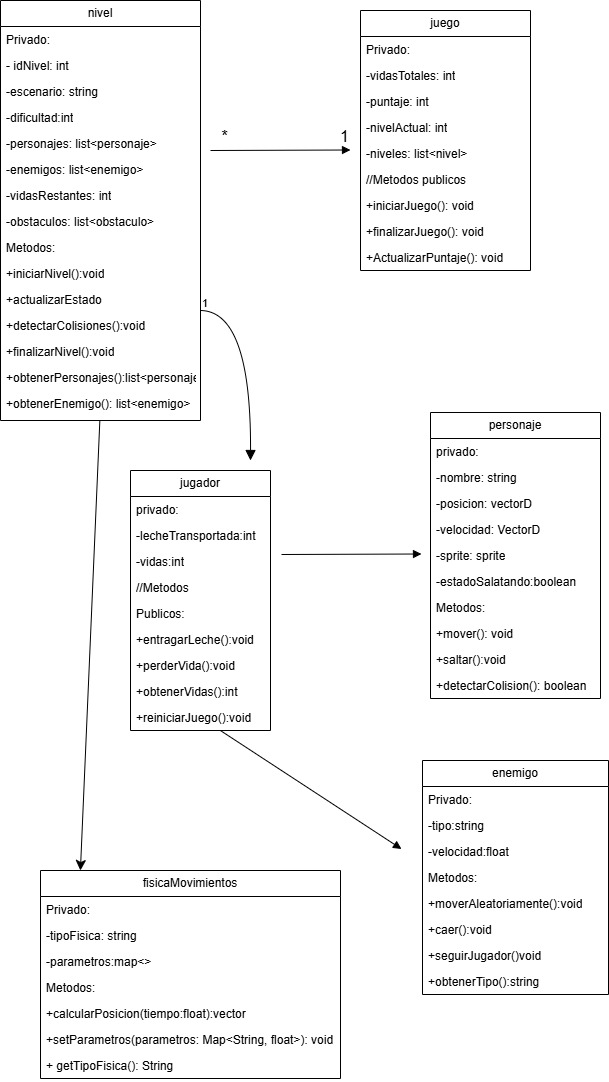 nivel
Privado:
- idNivel: int
-escenario: string
-dificultad:int
-personajes: list<personaje>
-enemigos: list<enemigo>
-vidasRestantes: int
-obstaculos: list<obstaculo>
Metodos:
+iniciarNivel():void
+actualizarEstado
+detectarColisiones():void
+finalizarNivel():void
+obtenerPersonajes():list<personaje
+obtenerEnemigo(): list<enemigo>
*
1
juego
Privado:
-vidasTotales: int
-puntaje: int
-nivelActual: int
-niveles: list<nivel>
//Metodos publicos
+iniciarJuego(): void
+finalizarJuego(): void
+ActualizarPuntaje(): void
1
jugador
privado:
-lecheTransportada:int
-vidas:int
//Metodos
Publicos:
+entragarLeche():void
+perderVida():void
+obtenerVidas():int
+reiniciarJuego():void
personaje
privado:
-nombre: string
-posicion: vectorD
-velocidad: VectorD
-sprite: sprite
-estadoSalatando:boolean
Metodos:
+mover(): void
+saltar():void
+detectarColision(): boolean
enemigo
Privado:
-tipo:string
-velocidad:float
Metodos:
+moverAleatoriamente():void
+caer():void
+seguirJugador()void
+obtenerTipo():string
fisicaMovimientos
Privado:
-tipoFisica: string
-parametros:map<>
Metodos:
+calcularPosicion(tiempo:float):vector
+setParametros(parametros: Map<String, float>): void
+ getTipoFisica(): String